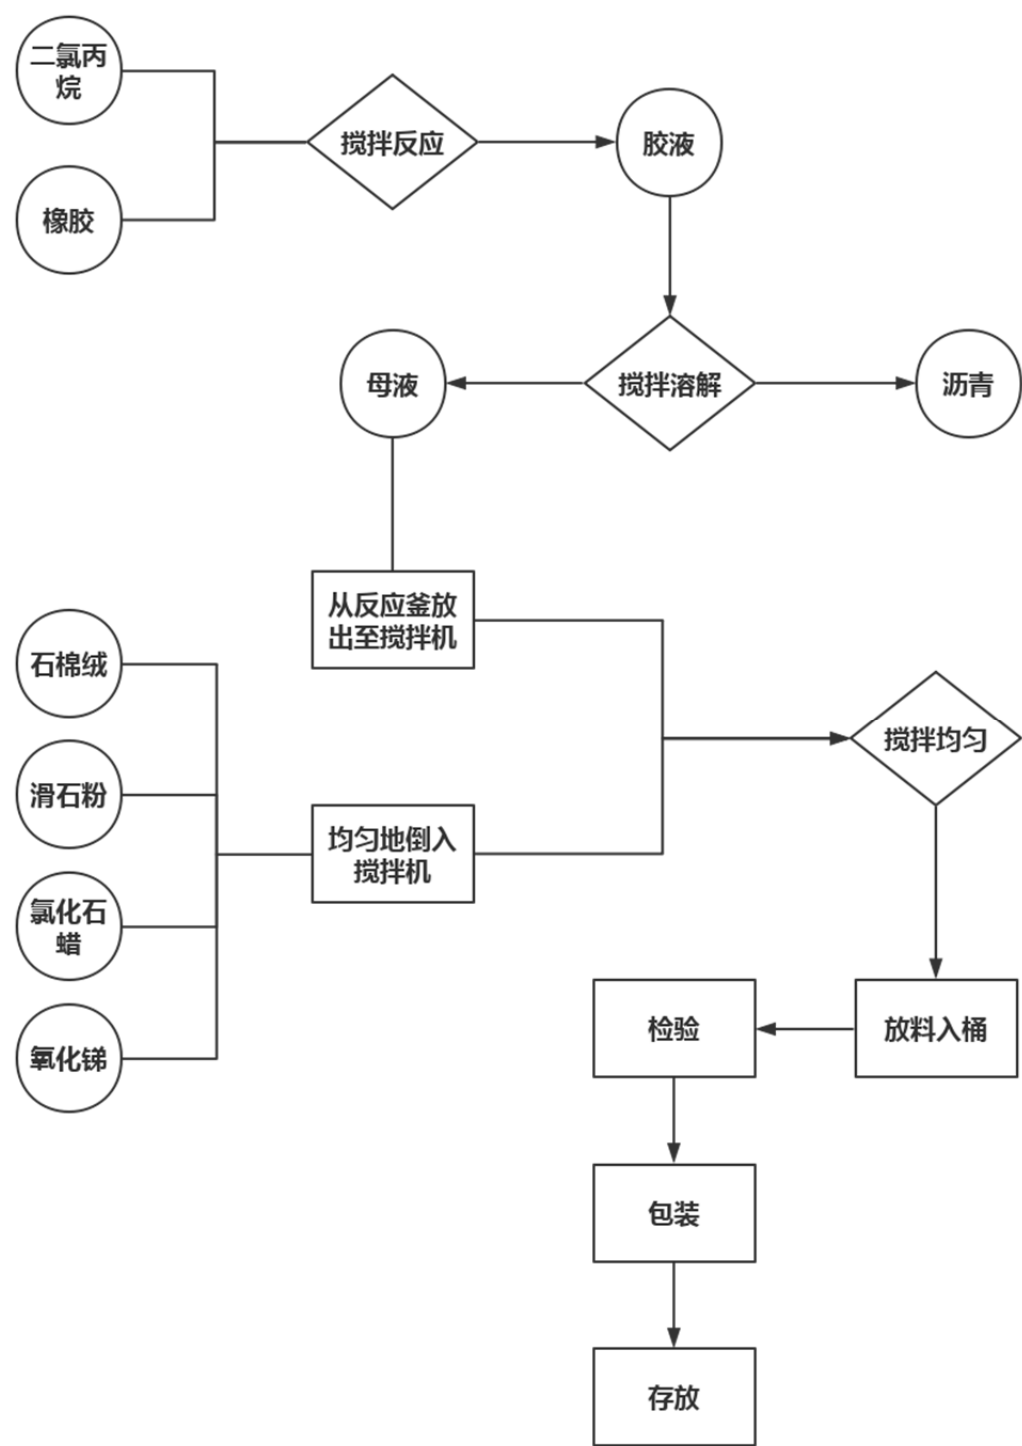 二氯丙
烷
搅拌反应
胶液
橡胶
母液
搅拌溶解
沥青
从反应釜放
出至搅拌机
石棉绒
搅拌均匀
滑石粉
均匀地倒入
搅拌机
氯化石
蜡
检验
放料入桶
氧化锑
包装
存放